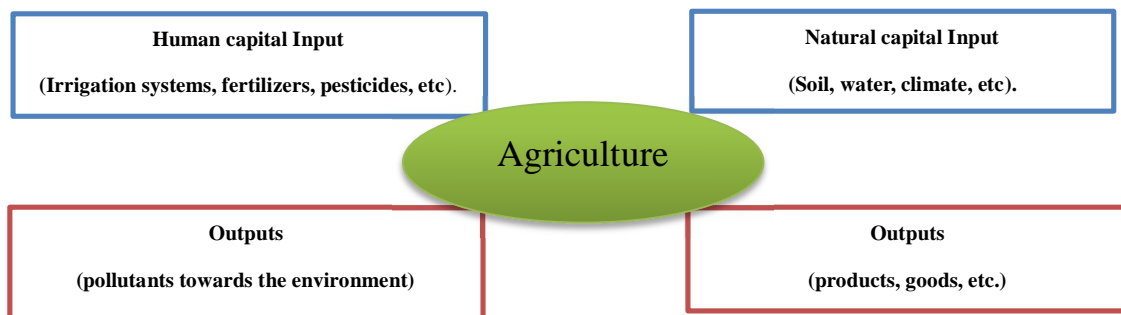 Human capital Input
(Irrigation systems, fertilizers, pesticides, etc).
Natural capital Input
(Soil, water, climate, etc).
Agriculture
Outputs
(pollutants towards the environment)
Outputs
(products, goods, etc.)